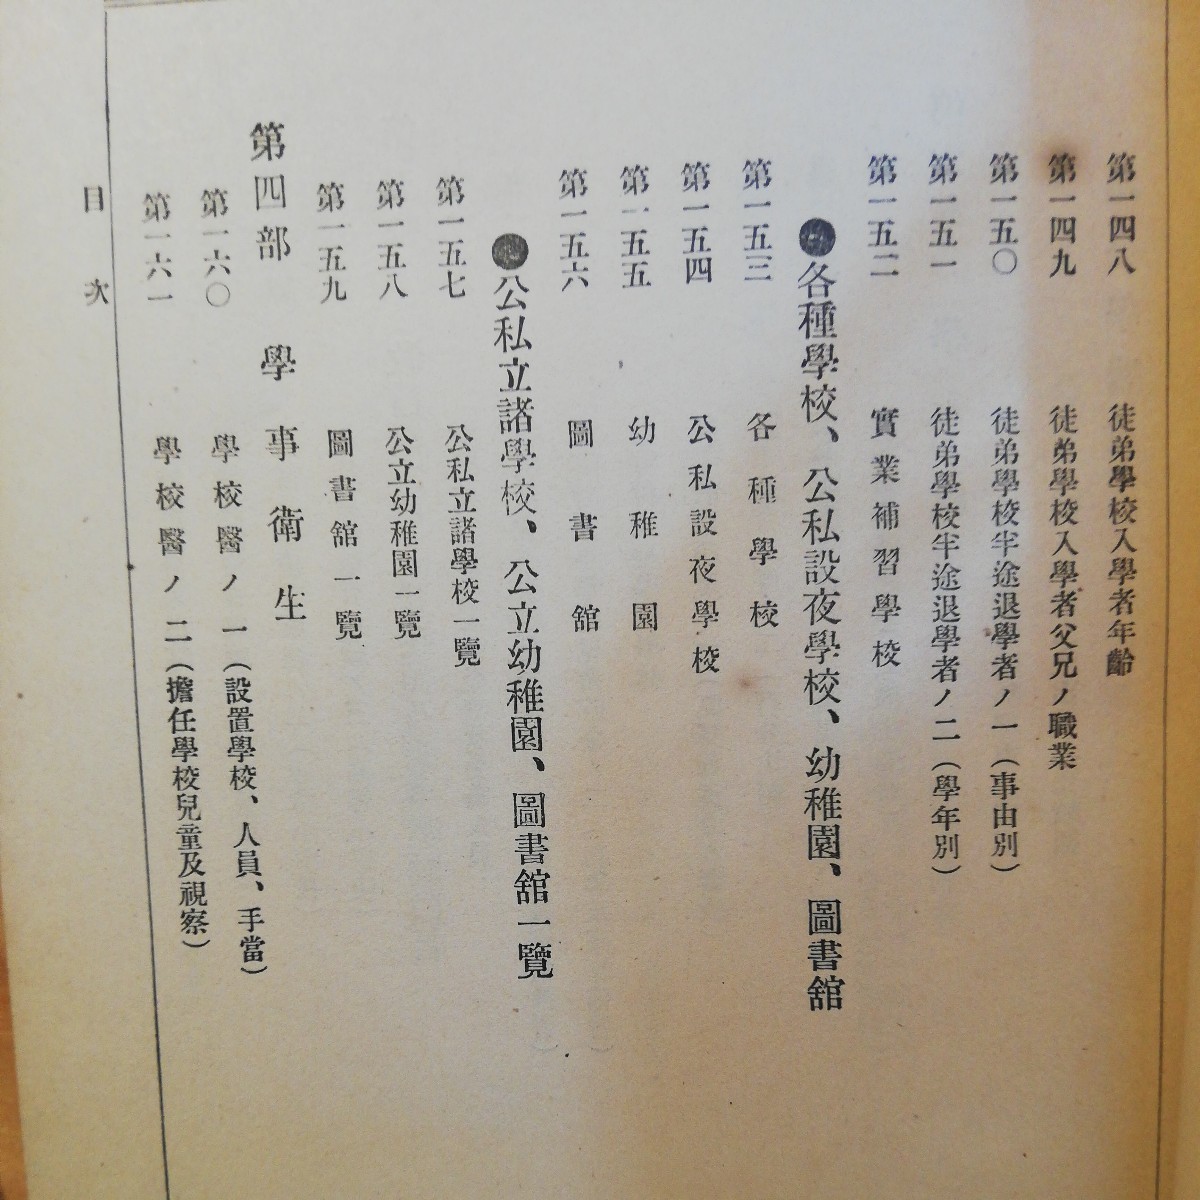 第一四八 徒弟學校入學者年齡
第一四九 徒弟學校入學者父兄ノ職業
第一五〇 徒弟學校半途退學者ノ一(事由別)
第一五一 徒弟學校半途退學者ノ二(學年別)
第一五二 實業補習學校
●各種學校、公私設夜學校、幼稚園、圖書舘
第一五三 各種學校
第一五四 公私設夜學校
第一五五 幼稚園
第一五六 圖書舘
●公私立諸學校、公立幼稚園、圖書舘一覽
第一五七 公私立諸學校一覽
第一五八 公立幼稚園一覽
第一五九 圖書舘一覽
第四部 學事衛生
第一六〇 學校醫ノ一(設置學校、人員、手當)
第一六一 學校醫ノ二(擔任學校兒童及視察)
目次